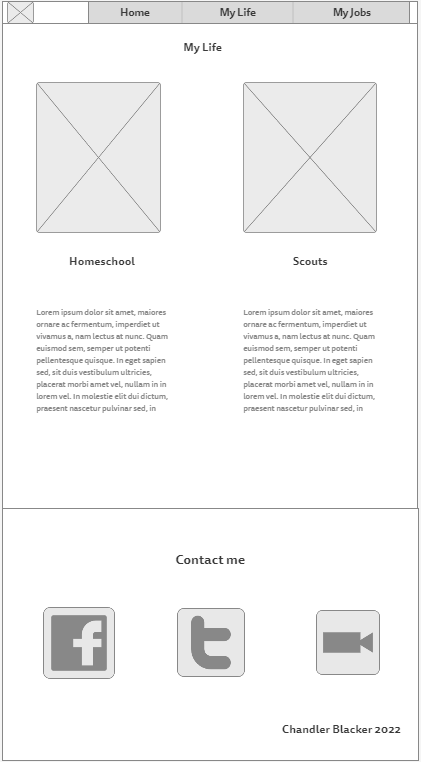 Home My Life My Jobs
My Life
Homeschool Scouts
Lorem ipsum dolor sit amet, maiores
ornare ac fermentum, imperdiet ut
vivamus a, nam lectus at nunc. Quam
euismod sem, semper ut potenti
pellentesque quisque. In eget sapien
sed, sit duis vestibulum ultricies,
placerat morbi amet vel, nullam in in
lorem vel. In molestie elit dui dictum,
praesent nascetur pulvinar sed, in
Lorem ipsum dolor sit amet, maiores
ornare ac fermentum, imperdiet ut
vivamus a, nam lectus at nunc. Quam
euismod sem, semper ut potenti
pellentesque quisque. In eget sapien
sed, sit duis vestibulum ultricies,
placerat morbi amet vel, nullam in in
lorem vel. In molestie elit dui dictum,
praesent nascetur pulvinar sed, in
Contact me
f t
Chandler Blacker 2022